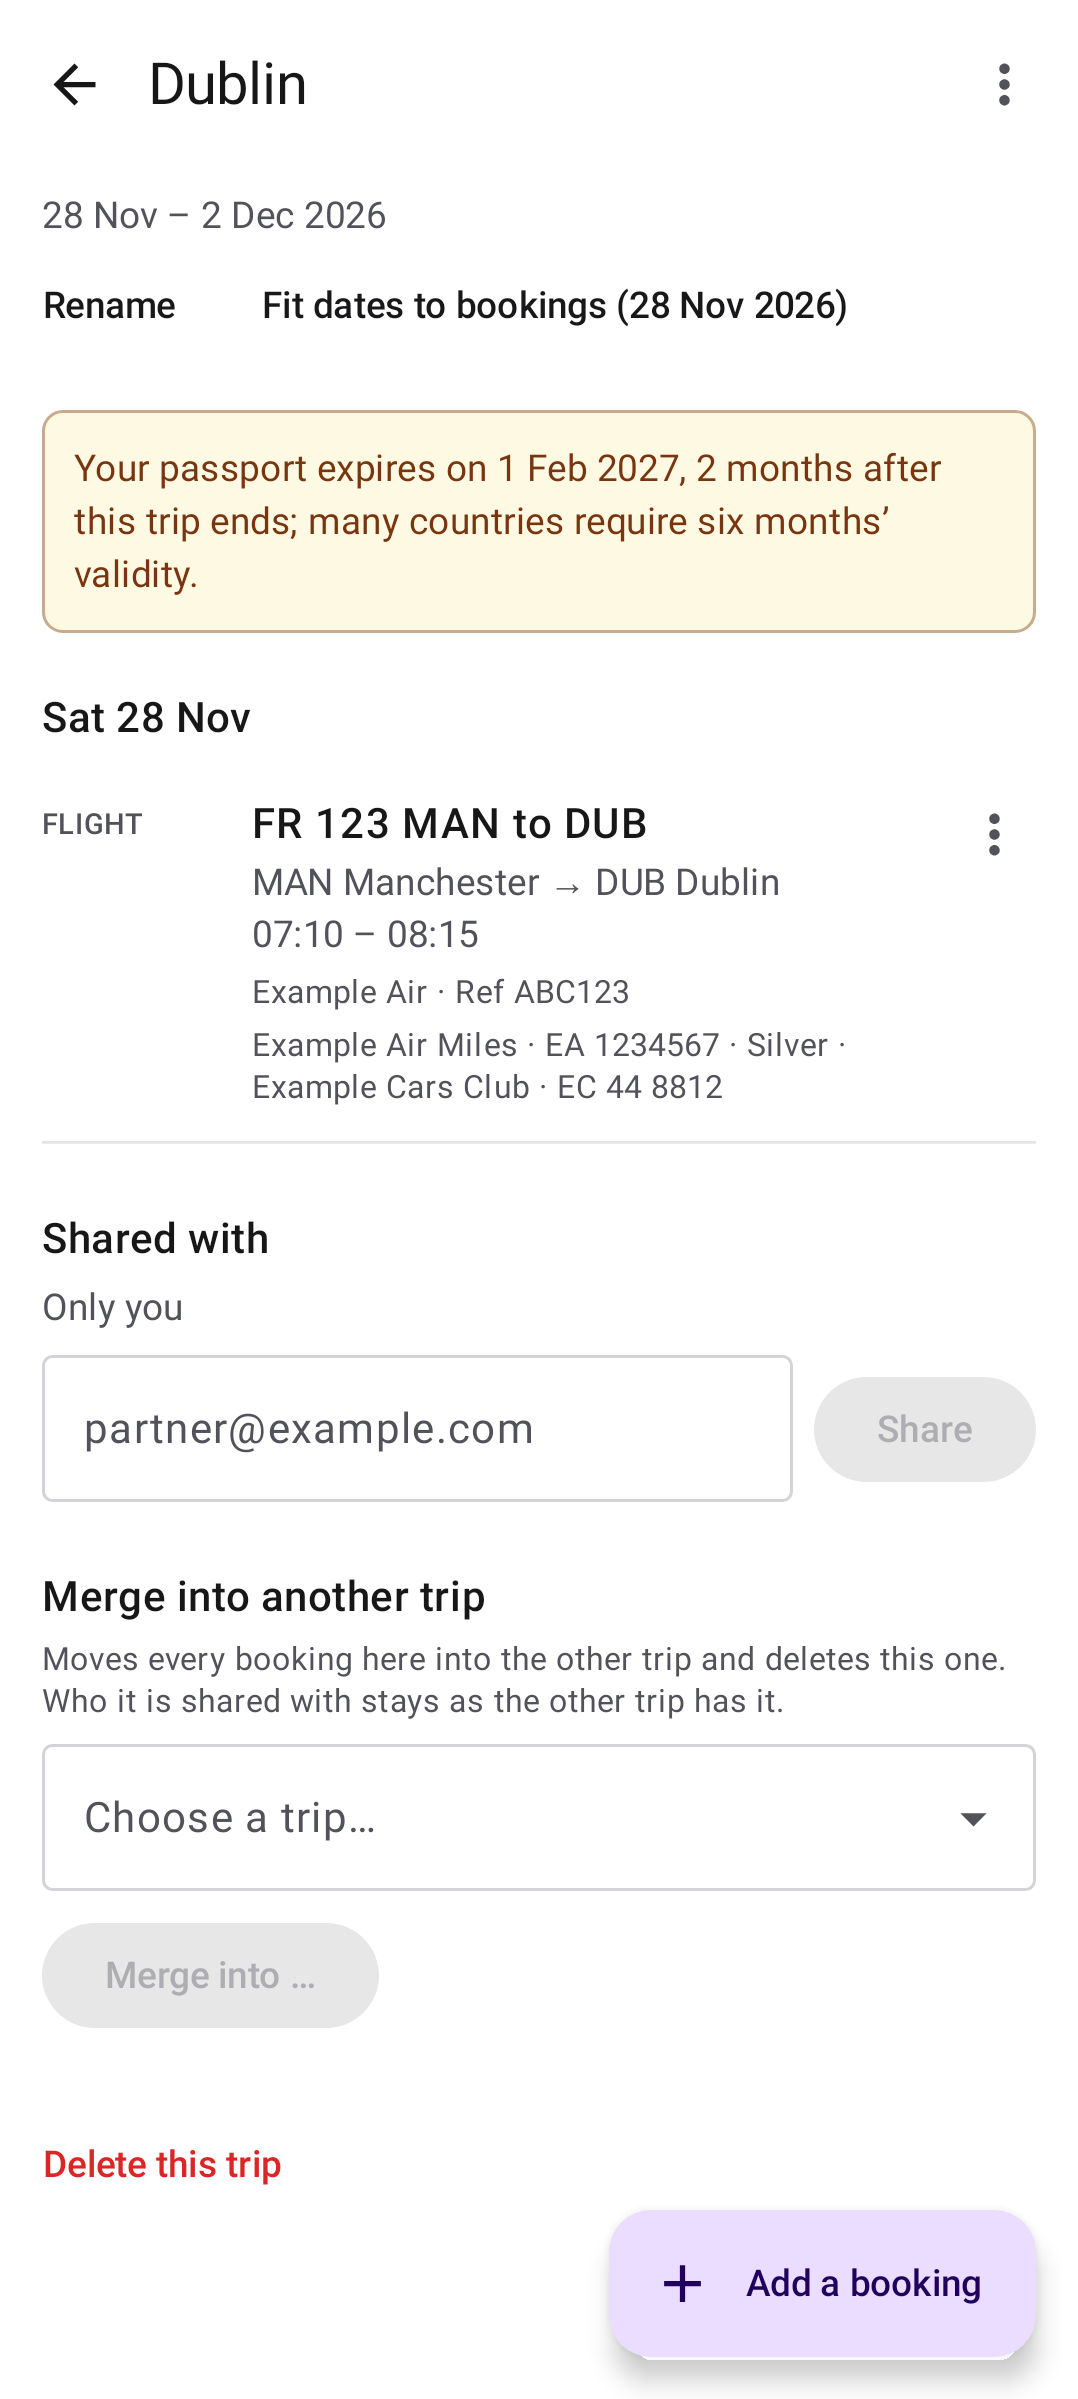 Dublin
28 Nov – 2 Dec 2026
Rename
Fit dates to bookings (28 Nov 2026)
Your passport expires on 1 Feb 2027, 2 months after
this trip ends; many countries require six months’
validity.
Sat 28 Nov
FLIGHT
FR 123 MAN to DUB
MAN Manchester → DUB Dublin
07:10 – 08:15
Example Air · Ref ABC123
Example Air Miles · EA 1234567 · Silver ·
Example Cars Club · EC 44 8812
Shared with
Only you
partner@example.com
Share
Merge into another trip
Moves every booking here into the other trip and deletes this one.
Who it is shared with stays as the other trip has it.
Choose a trip…
Merge into …
Delete this trip
Add a booking